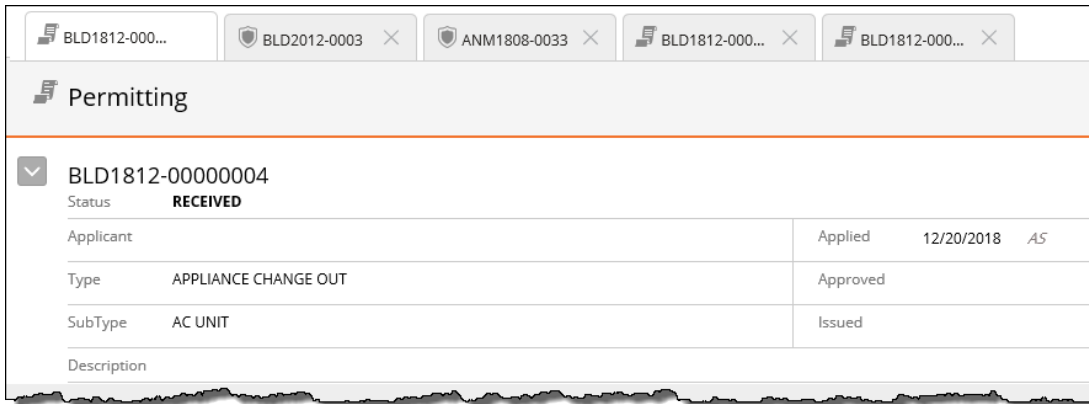 BLD1812-000... BLD2012-0003 ANM1808-0033 BLD1812-000... BLD1812-000...
Permitting
BLD1812-00000004
Status RECEIVED
Applicant Applied 12/20/2018 AS
Type APPLIANCE CHANGE OUT Approved
SubType AC UNIT Issued
Description